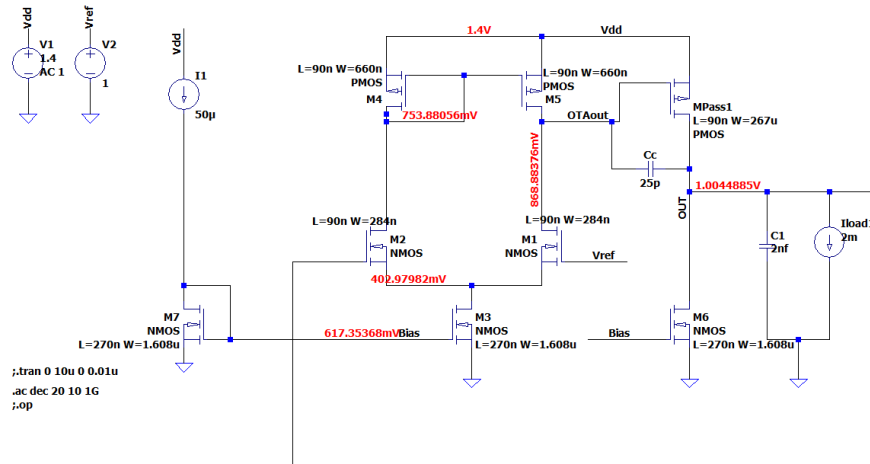 Vdd
V1
1.4
AC 1
Vref
V2
1
Vdd
I1
50µ
1.4V
Vdd
L=90n W=660n
PMOS
M4
L=90n W=660n
PMOS
M5
753.88056mV
OTAout
868.88376mV
MPass1
L=90n W=267u
PMOS
Cc
25p
1.0044885V
OUT
L=90n W=284n
M2
NMOS
L=90n W=284n
M1
NMOS
Vref
402.97982mV
C1
2nf
Iload1
2m
M7
NMOS
L=270n W=1.608u
617.35368mV
Bias
M3
NMOS
L=270n W=1.608u
Bias
M6
NMOS
L=270n W=1.608u
;.tran 0 10u 0 0.01u
.ac dec 20 10 1G
;.op